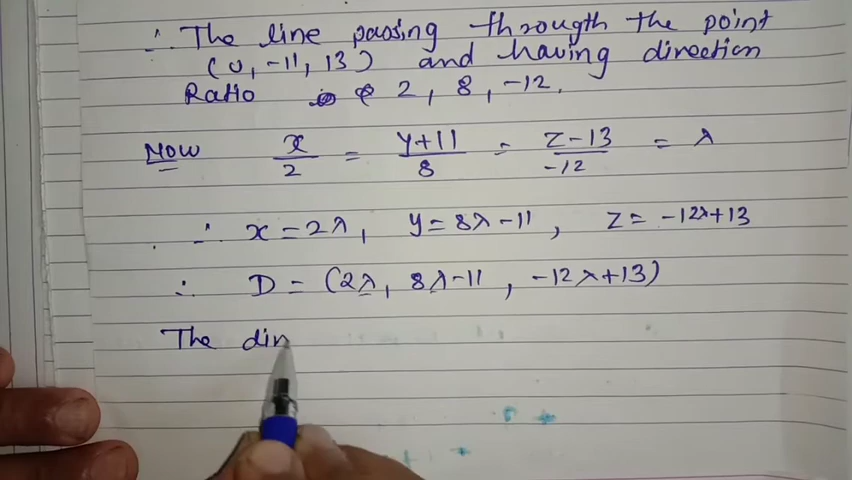 ∴ The line passing througth the point
(0, -11, 13) and having direction
Ratio 2, 8, -12.
Now x/2 = y+11/8 = z-13/-12 = λ
∴ x = 2λ, y = 8λ-11, z = -12λ+13
∴ D = (2λ, 8λ-11, -12λ+13)
The dir